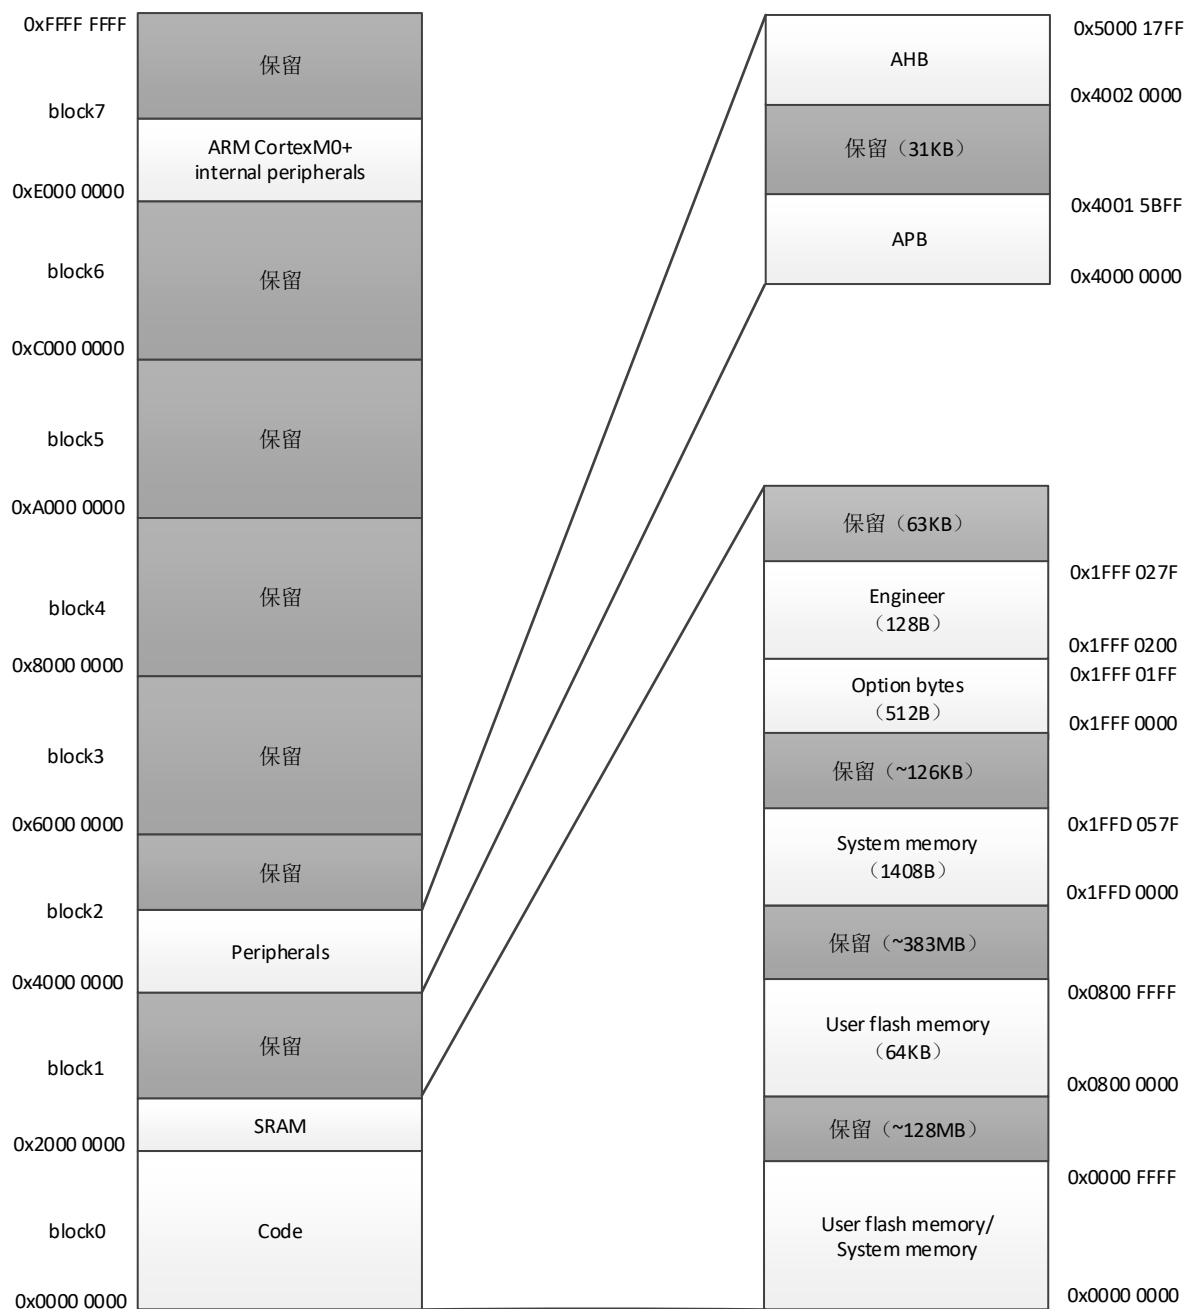 0xFFFF FFFF
保留
block7
ARM CortexM0+
internal peripherals
0xE000 0000
block6
保留
0xC000 0000
block5
保留
0xA000 0000
保留
block4
0x8000 0000
block3
保留
0x6000 0000
保留
block2
Peripherals
0x4000 0000
保留
block1
SRAM
0x2000 0000
block0
Code
0x0000 0000
0x5000 17FF
AHB
0x4002 0000
保留（31KB）
0x4001 5BFF
APB
0x4000 0000
保留（63KB）
0x1FFF 027F
Engineer
（128B）
0x1FFF 0200
0x1FFF 01FF
Option bytes
（512B）
0x1FFF 0000
保留（~126KB）
0x1FFD 057F
System memory
（1408B）
0x1FFD 0000
保留（~383MB）
0x0800 FFFF
User flash memory
（64KB）
0x0800 0000
保留（~128MB）
0x0000 FFFF
User flash memory/
System memory
0x0000 0000